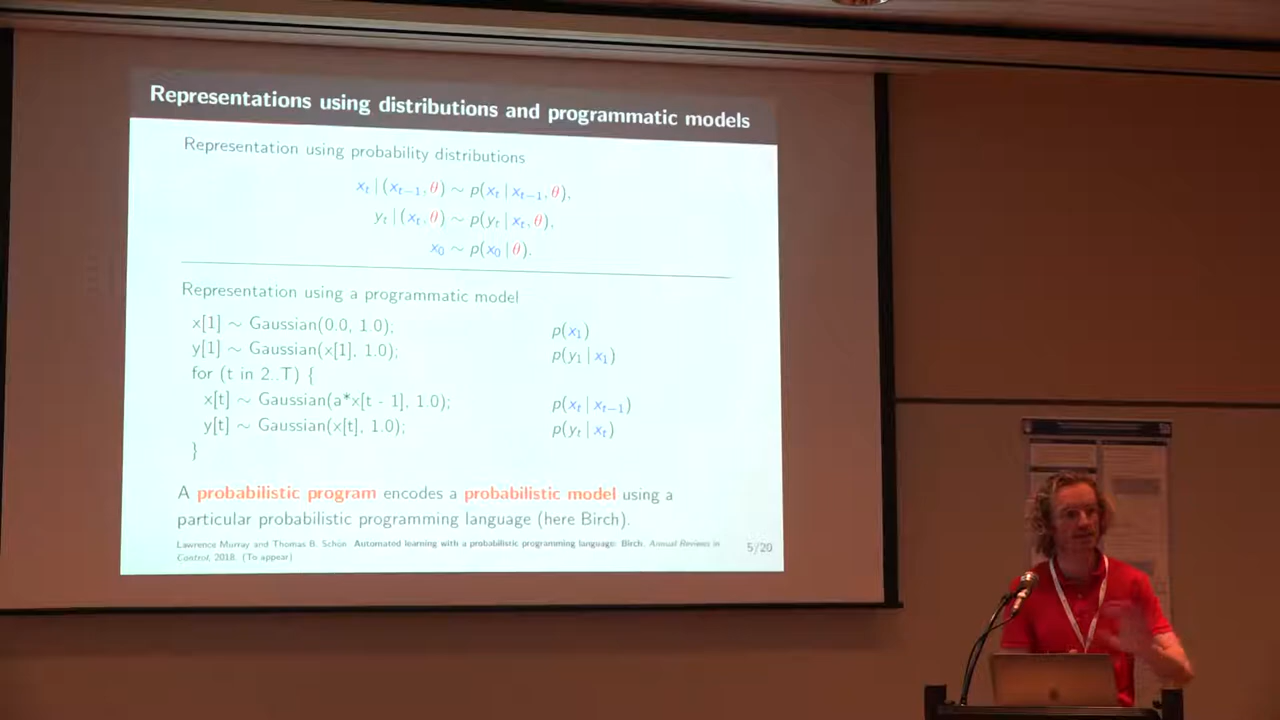 Representations using distributions and programmatic models
Representation using probability distributions
xₜ | (xₜ₋₁, θ) ∼ p(xₜ | xₜ₋₁, θ),
yₜ | (xₜ, θ) ∼ p(yₜ | xₜ, θ),
x₀ ∼ p(x₀ | θ).
Representation using a programmatic model
x[1] ∼ Gaussian(0.0, 1.0); p(x₁)
y[1] ∼ Gaussian(x[1], 1.0); p(y₁ | x₁)
for (t in 2..T) {
x[t] ∼ Gaussian(a*x[t - 1], 1.0); p(xₜ | xₜ₋₁)
y[t] ∼ Gaussian(x[t], 1.0); p(yₜ | xₜ)
}
A probabilistic program encodes a probabilistic model using a
particular probabilistic programming language (here Birch).
Lawrence Murray and Thomas B. Schön. Automated learning with a probabilistic programming language: Birch. Annual Reviews in
Control, 2018. (To appear)
5/20